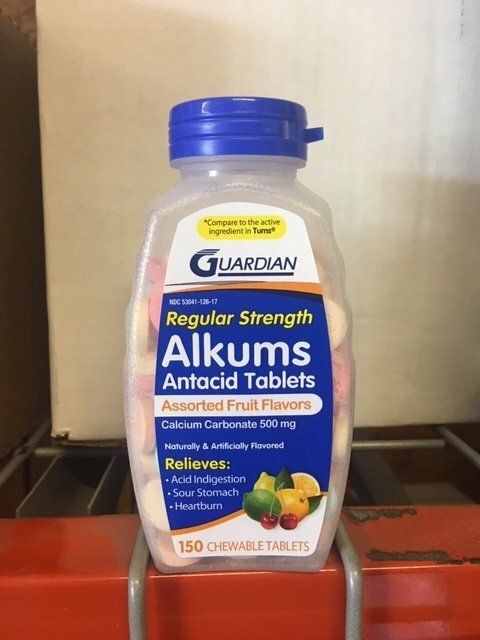 *Compare to the active
ingredient in Tums®
GUARDIAN
NDC 53041-126-17
Regular Strength
Alkums
Antacid Tablets
Assorted Fruit Flavors
Calcium Carbonate 500 mg
Naturally & Artificially Flavored
Relieves:
• Acid Indigestion
• Sour Stomach
• Heartburn
150 CHEWABLE TABLETS